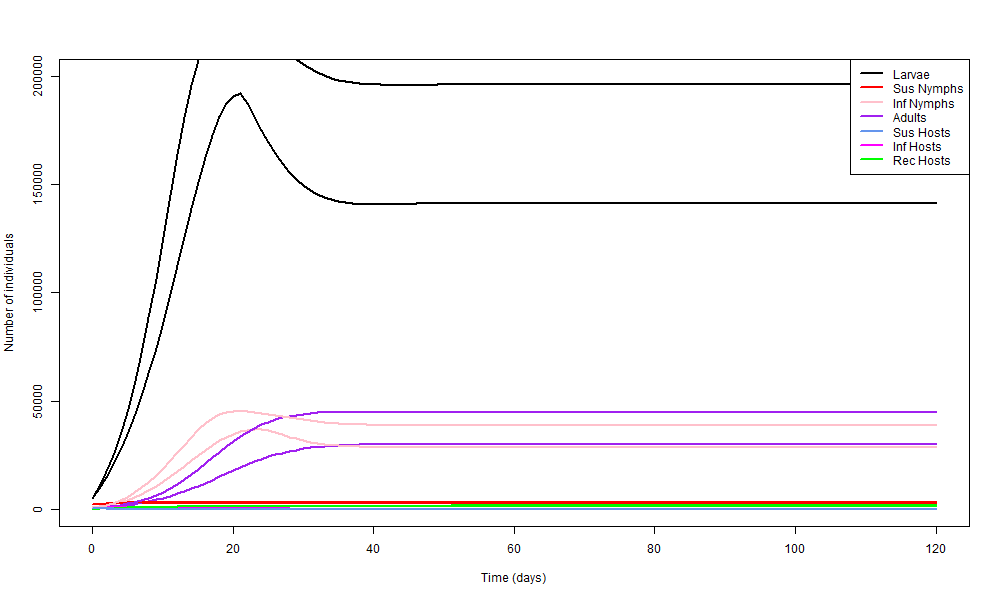 Larvae
Sus Nymphs
Inf Nymphs
Adults
Sus Hosts
Inf Hosts
Rec Hosts
200000
150000
100000
50000
0
Number of individuals
0 20 40 60 80 100 120
Time (days)